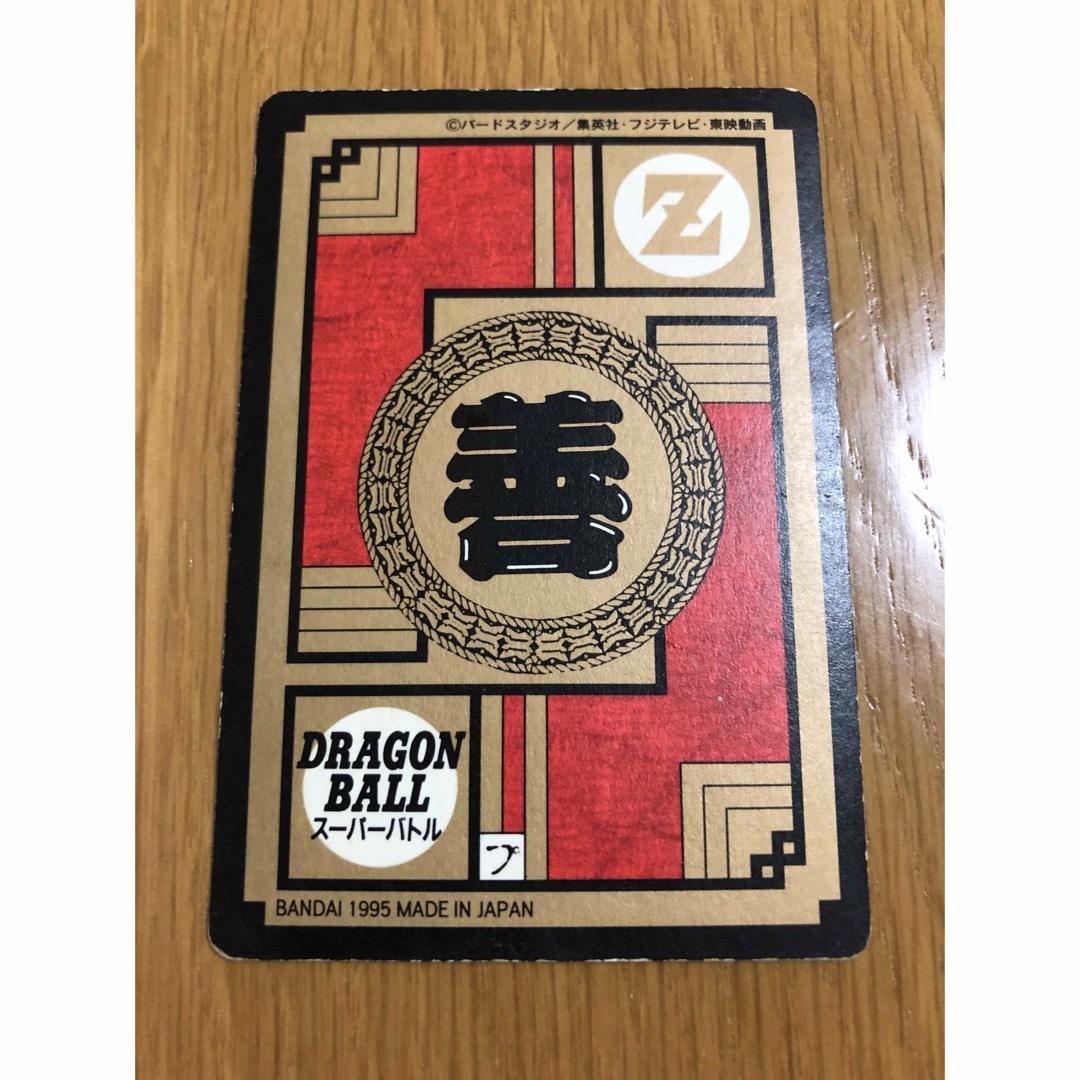 ©バードスタジオ／集英社・フジテレビ・東映動画
Z
善
DRAGON
BALL
スーパーバトル
プ
BANDAI 1995 MADE IN JAPAN